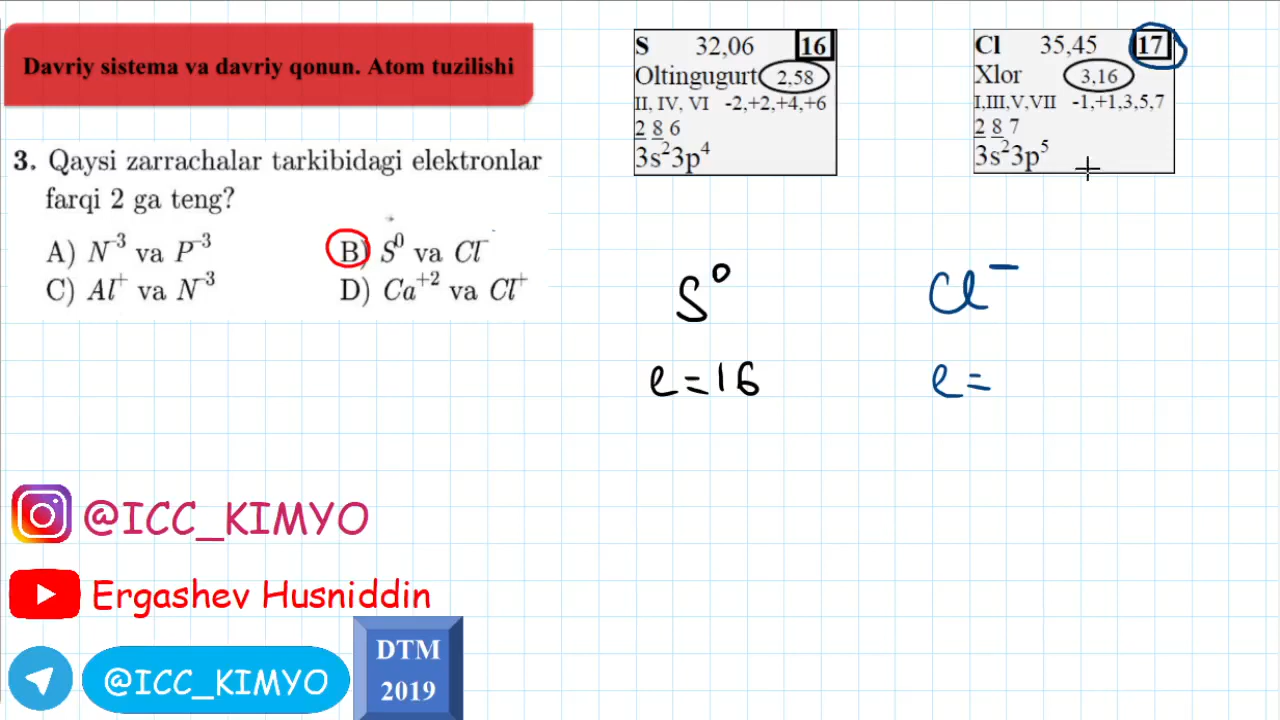 Davriy sistema va davriy qonun. Atom tuzilishi
3. Qaysi zarrachalar tarkibidagi elektronlar
farqi 2 ga teng?
A) N⁻³ va P⁻³
B) S⁰ va Cl⁻
C) Al⁺ va N⁻³
D) Ca⁺² va Cl⁺
S 32,06 16
Oltingugurt 2,58
II, IV, VI -2,+2,+4,+6
2 8 6
3s²3p⁴
Cl 35,45 17
Xlor 3,16
I,III,V,VII -1,+1,3,5,7
2 8 7
3s²3p⁵
S⁰
e=16
Cl⁻
e=
@ICC_KIMYO
Ergashev Husniddin
@ICC_KIMYO
DTM
2019